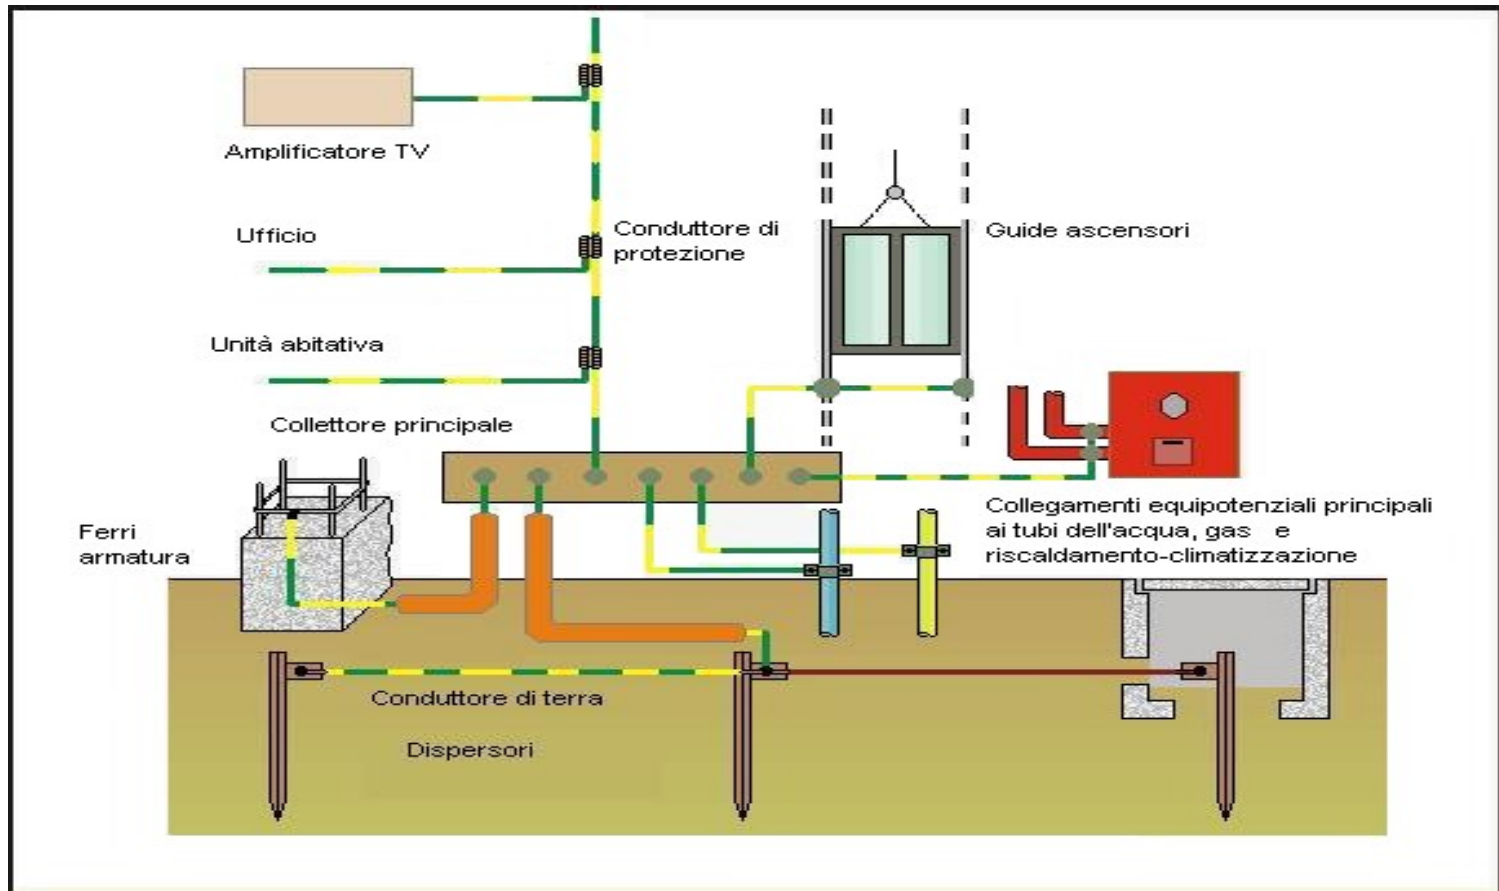 Amplificatore TV
Ufficio
Conduttore di
protezione
Guide ascensori
Unità abitativa
Collettore principale
Ferri
armatura
Collegamenti equipotenziali principali
ai tubi dell'acqua, gas e
riscaldamento-climatizzazione
Conduttore di terra
Dispersori